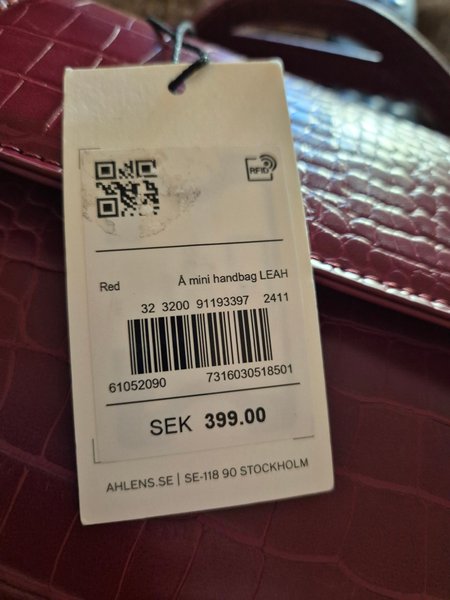 RFID
Red Å mini handbag LEAH
32 3200 91193397 2411
61052090 7316030518501
SEK 399.00
AHLENS.SE | SE-118 90 STOCKHOLM